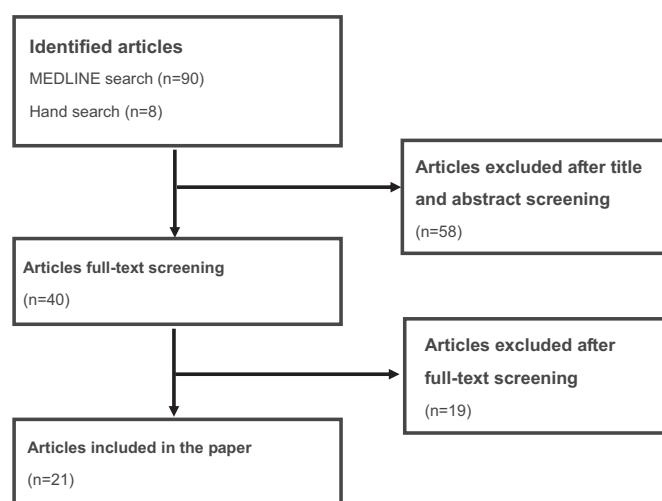 Identified articles
MEDLINE search (n=90)
Hand search (n=8)
Articles excluded after title
and abstract screening
(n=58)
Articles full-text screening
(n=40)
Articles excluded after
full-text screening
(n=19)
Articles included in the paper
(n=21)